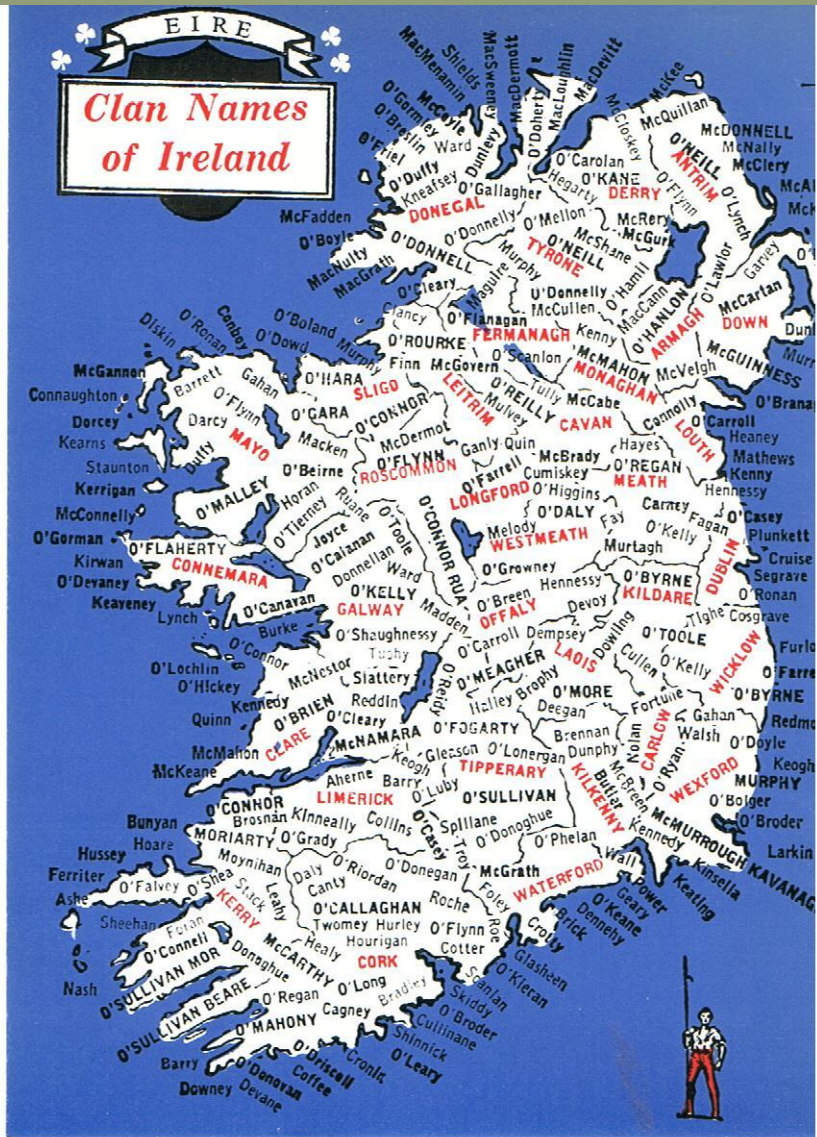 EIRE
Clan Names
of Ireland
MacMenamin
Shields
MacSweeney
MacDermott
O'Doherty
MacLoughlin
MacDevitt
O'Gormley
McCoyle
O'Breslin
Ward
Dunlevy
O'Friel
O'Duffy
Kneafsey
O'Gallagher
DONEGAL
McFadden
O'Boyle
O'DONNELL
O'Donnelly
MacNulty
MacGrath
O'Cleary
McCloskey
McKee
McQuillan
McDONNELL
McNally
McClery
O'NEILL
ANTRIM
O'Flynn
O'Lynch
O'Carolan
O'KANE
Hegarty
DERRY
O'Mellon
McRory
McShane
McGurk
O'NEILL
TYRONE
Murphy
Maguire
O'Hamill
O'Lawlor
Garvey
U'Donnelly
McCullen
MacCann
O'HANLON
ARMAGH
McCartan
DOWN
McGUINNESS
Clancy
O'Flanagan
FERMANAGH
Kenny
O'Scanlon
McMAHOM
MONAGHAN
McVelgh
O'ROURKE
Finn
McGovern
LEITRIM
Mulvey
O'REILLY
Tully
McCabe
CAVAN
Connolly
O'Carroll
LOUTH
Heaney
Mathews
Kenny
Hennessy
O'Boland
Murphy
O'Dowd
Conboy
O'Ronan
Diskin
O'HARA
SLIGO
O'GARA
O'CONNOR
McGannon
Barrett
Gahan
Connaughton
O'Flynn
Dorcey
Darcy
MAYO
Kearns
Staunton
Duffy
Macken
Kerrigan
O'MALLEY
McConnelly
O'Beirne
McDermot
O'FLYNN
ROSCOMMON
Ganly
Quin
O'Farrell
LONGFORD
McBrady
Cumiskey
O'Higgins
Hayes
O'REGAN
MEATH
O'DALY
Carney
Fagan
O'Kelly
Fay
O'Casey
Plunkett
Cruise
Segrave
O'Ronan
DUBLIN
Melody
WESTMEATH
Murtagh
O'Growney
Horan
O'Tierney
Ruane
Joyce
O'Toole
O'CONNOR RUA
O'Calanan
Donnellan
Ward
O'KELLY
GALWAY
Madden
O'Gorman
O'FLAHERTY
Kirwan
CONNEMARA
O'Devaney
Keaveney
O'Canavan
Lynch
Burke
O'Shaughnessy
Tushy
O'Connor
O'Breen
Hennessy
OFFALY
Devoy
O'BYRNE
KILDARE
Tighe
Cosgrave
O'TOOLE
O'Kelly
WICKLOW
O'BYRNE
O'Carroll
Dempsey
LAOIS
Dowling
Cullen
O'MEAGHER
O'Reidy
Halley
Brophy
O'MORE
Deegan
Fortune
Gahan
CARLOW
Walsh
O'Doyle
O'Lochlin
O'Hickey
McNestor
Slattery
Kennedy
Reddin
Quinn
O'BRIEN
O'Cleary
CLARE
McNAMARA
McMahon
McKeane
O'FOGARTY
Gleason
O'Lonergan
TIPPERARY
Keogh
Aherne
Barry
LIMERICK
O'Luby
O'SULLIVAN
Brennan
Dunphy
KILKENNY
Butler
McBreen
Nolan
O'Ryan
WEXFORD
MURPHY
O'Bolger
O'Broder
Larkin
McMURROUGH KAVANAGH
Kennedy
Kinsella
Keating
O'CONNOR
Brosnan
Kinneally
Collins
O'Casey
Spillane
O'Donoghue
Bunyan
MORIARTY
O'Grady
Hoare
Troy
McGrath
O'Phelan
Wall
WATERFORD
Power
Geary
O'Keane
Dennehy
Brick
Crotty
Hussey
Ferriter
Ashe
O'Falvey
Moynihan
O'Shea
Stack
Leahy
KERRY
Daly
Canty
O'Riordan
O'Donegan
Roche
Foley
Roe
O'CALLAGHAN
Twomey
Hurley
O'Flynn
Cotter
Hourigan
Healy
CORK
Glasheen
O'Kieran
Scanlan
Skiddy
O'Broder
Cullinane
Shinnick
O'Leary
Sheehan
Foran
O'Connell
Nash
O'SULLIVAN MOR
Donoghue
McCARTHY
O'SULLIVAN BEARE
O'Regan
O'Long
Bradley
Cagney
O'MAHONY
Barry
O'Driscoll
Cronin
Coffee
O'Donovan
Devane
Downey